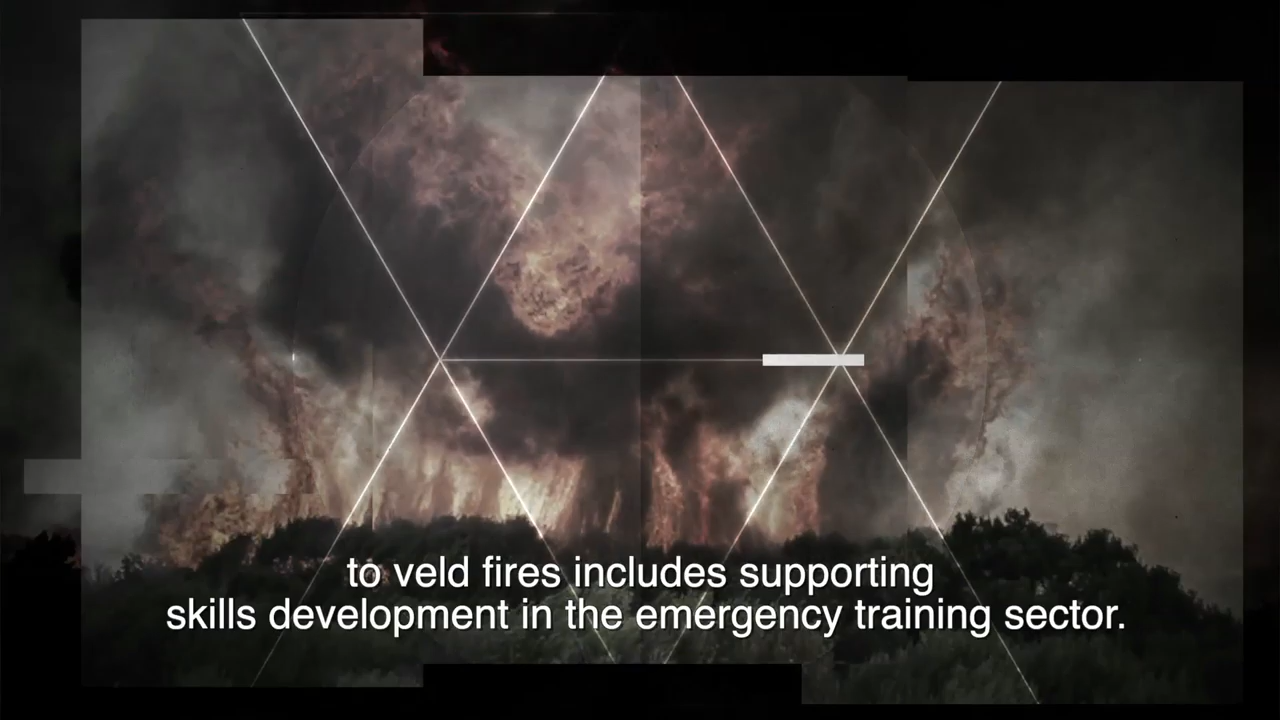 to veld fires includes supporting
skills development in the emergency training sector.